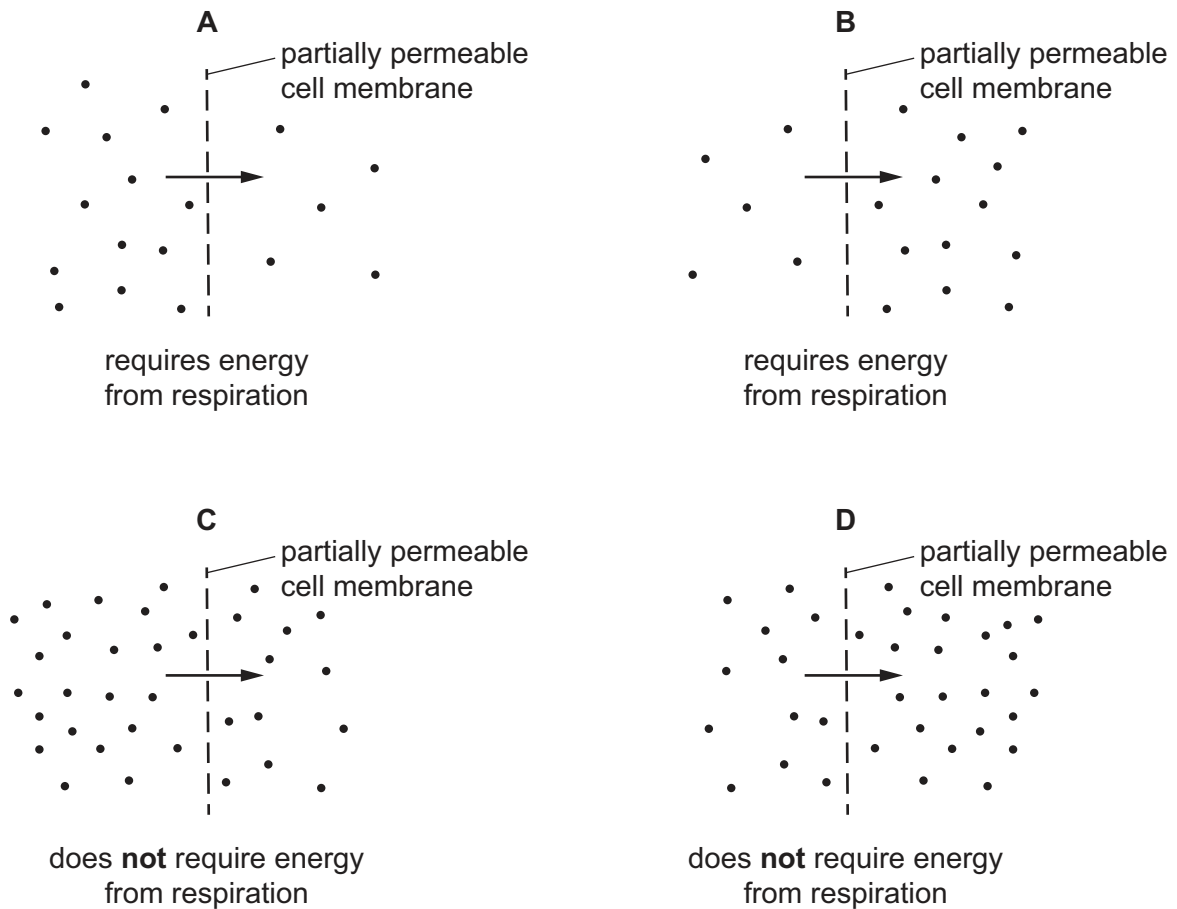 A
partially permeable
cell membrane
requires energy
from respiration
B
partially permeable
cell membrane
requires energy
from respiration
C
partially permeable
cell membrane
does not require energy
from respiration
D
partially permeable
cell membrane
does not require energy
from respiration